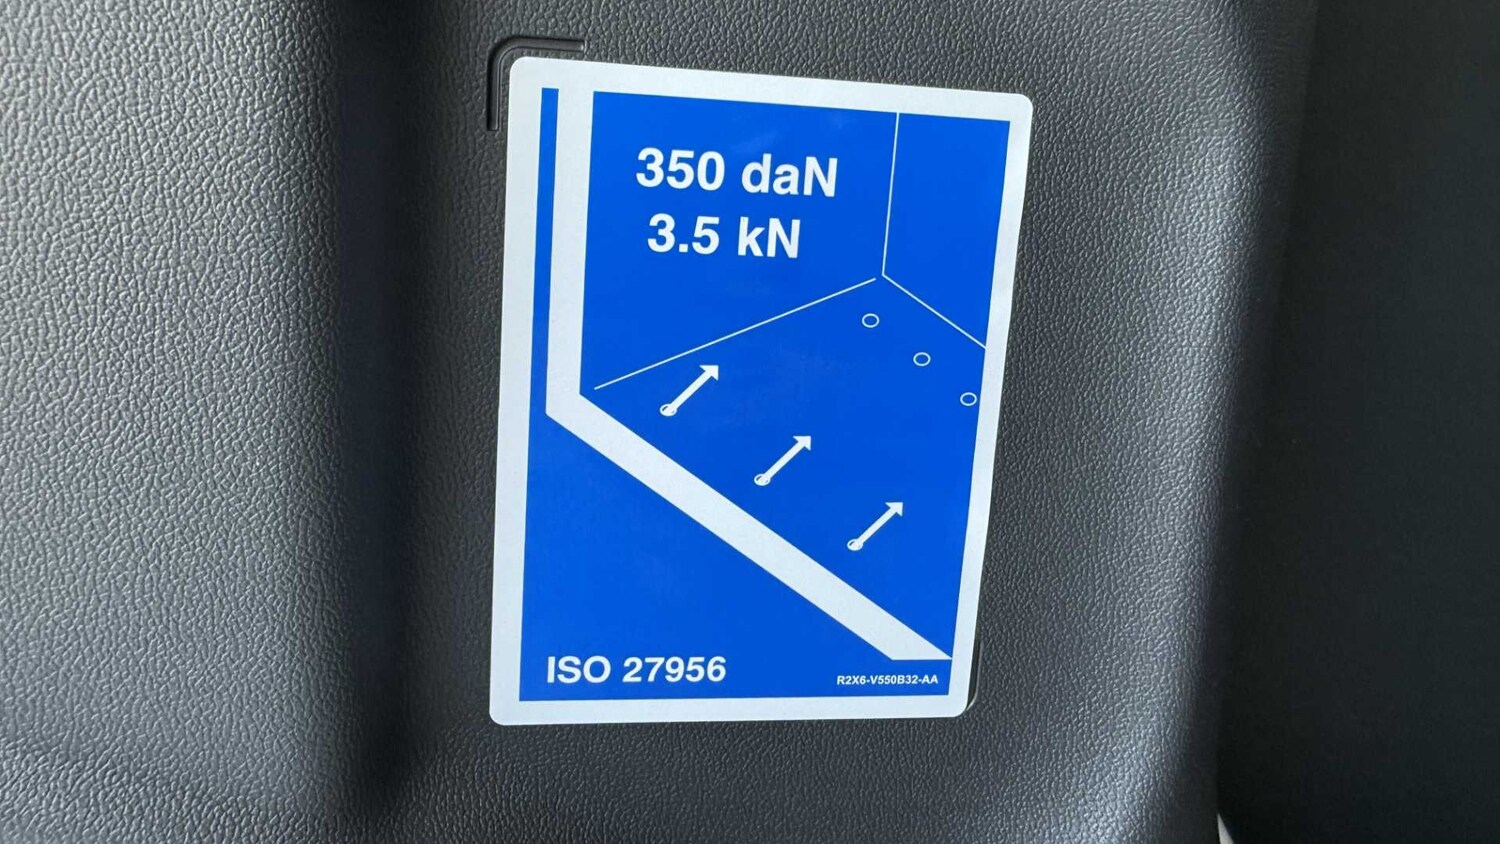 350 daN
3.5 kN
ISO 27956
R2X6-V550B32-AA